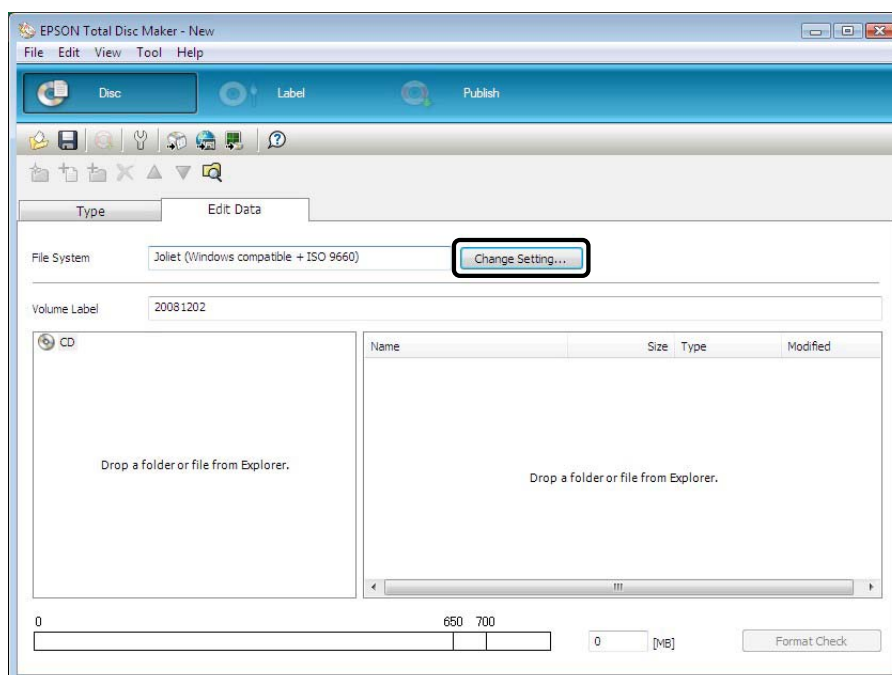 EPSON Total Disc Maker - New
File Edit View Tool Help
Disc Label Publish
Type Edit Data
File System Joliet (Windows compatible + ISO 9660) Change Setting...
Volume Label 20081202
CD
Name Size Type Modified
Drop a folder or file from Explorer.
Drop a folder or file from Explorer.
0 650 700
0 [MB] Format Check